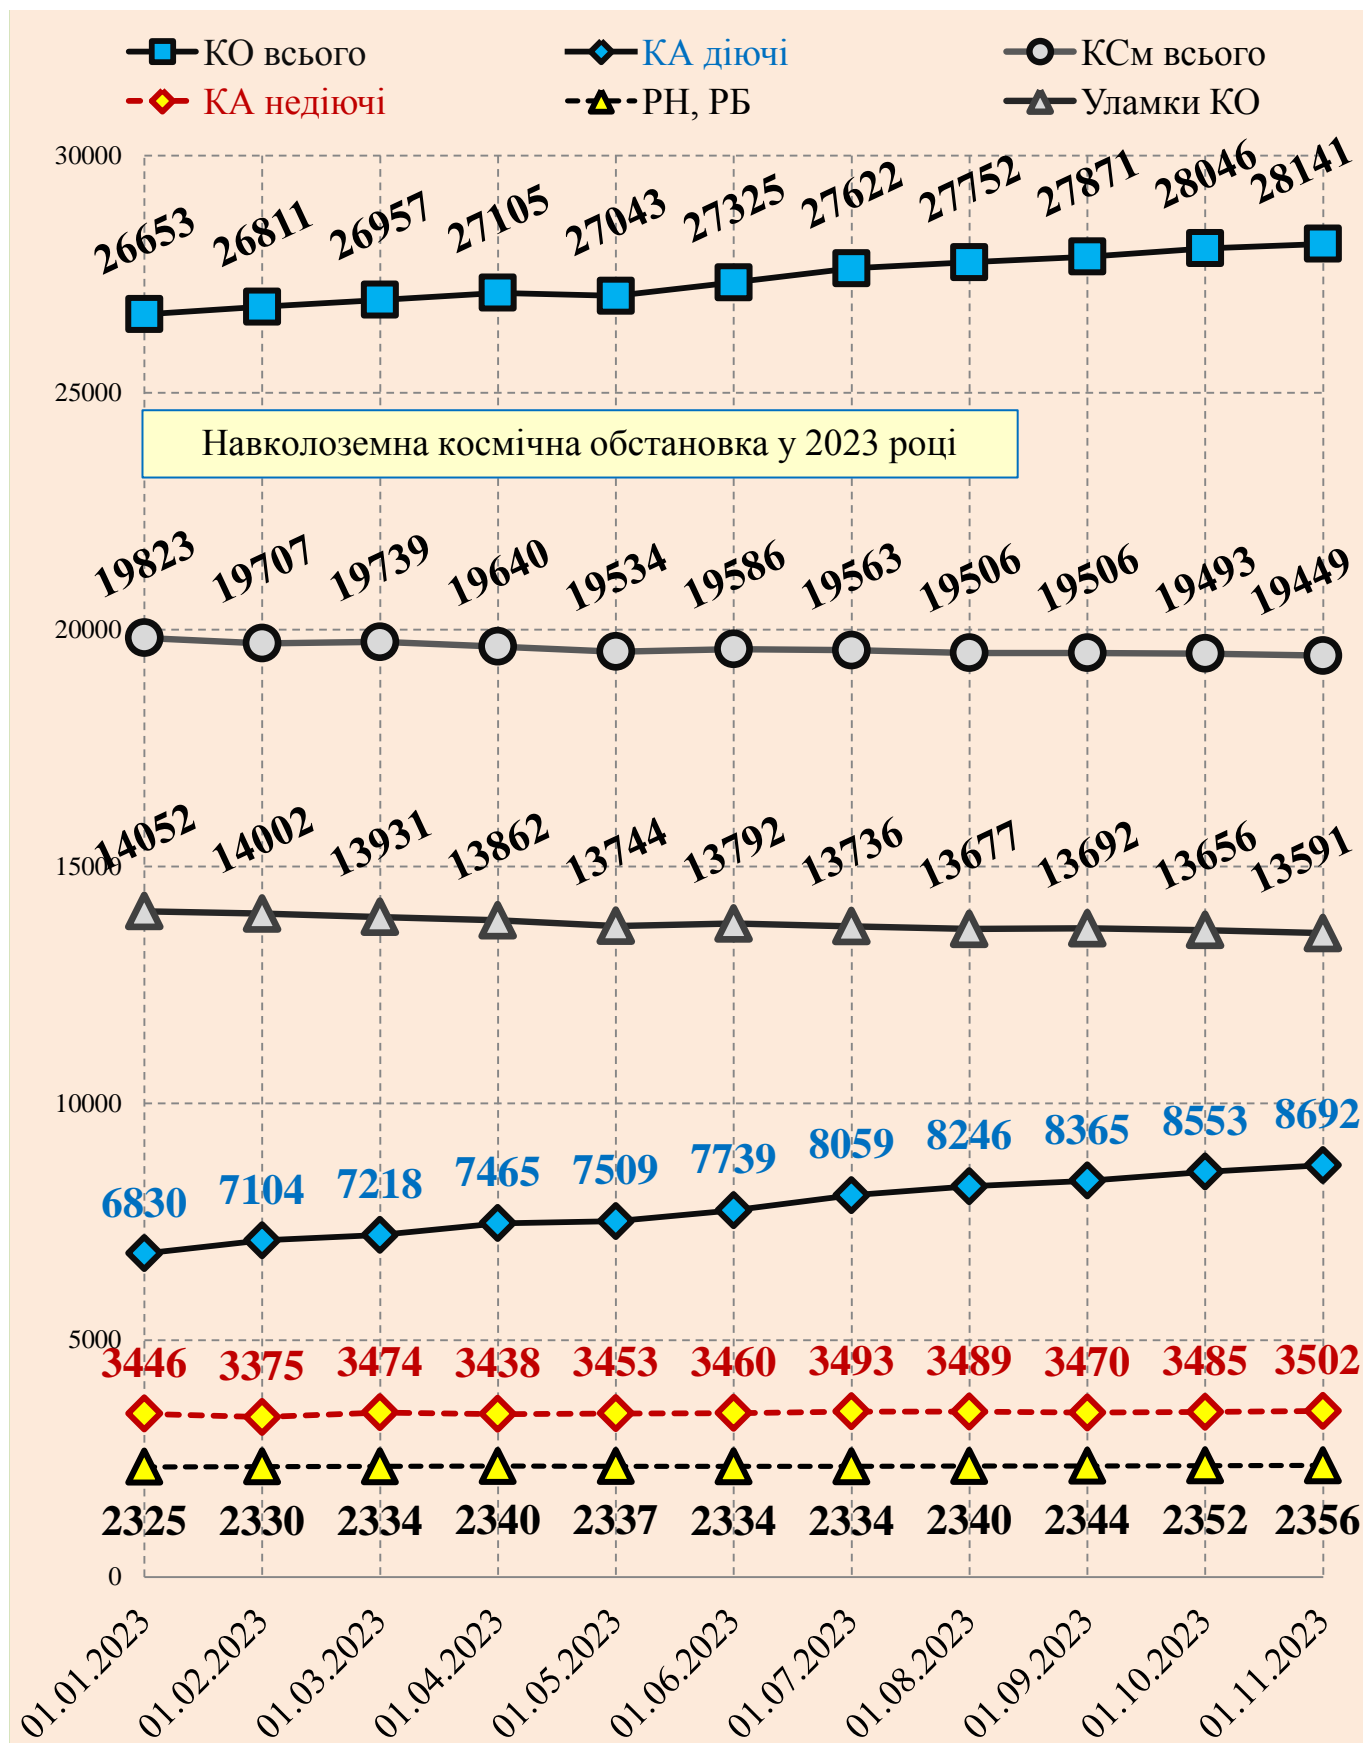 КО всього КА діючі КСм всього
КА недіючі РН, РБ Уламки КО
30000
26653 26811 26957 27105 27043 27325 27622 27752 27871 28046 28141
25000
Навколоземна космічна обстановка у 2023 році
19823 19707 19739 19640 19534 19586 19563 19506 19506 19493 19449
20000
14052 14002 13931 13862 13744 13792 13736 13677 13692 13656 13591
15000
10000
6830 7104 7218 7465 7509 7739 8059 8246 8365 8553 8692
5000
3446 3375 3474 3438 3453 3460 3493 3489 3470 3485 3502
2325 2330 2334 2340 2337 2334 2334 2340 2344 2352 2356
0
01.01.2023 01.02.2023 01.03.2023 01.04.2023 01.05.2023 01.06.2023 01.07.2023 01.08.2023 01.09.2023 01.10.2023 01.11.2023